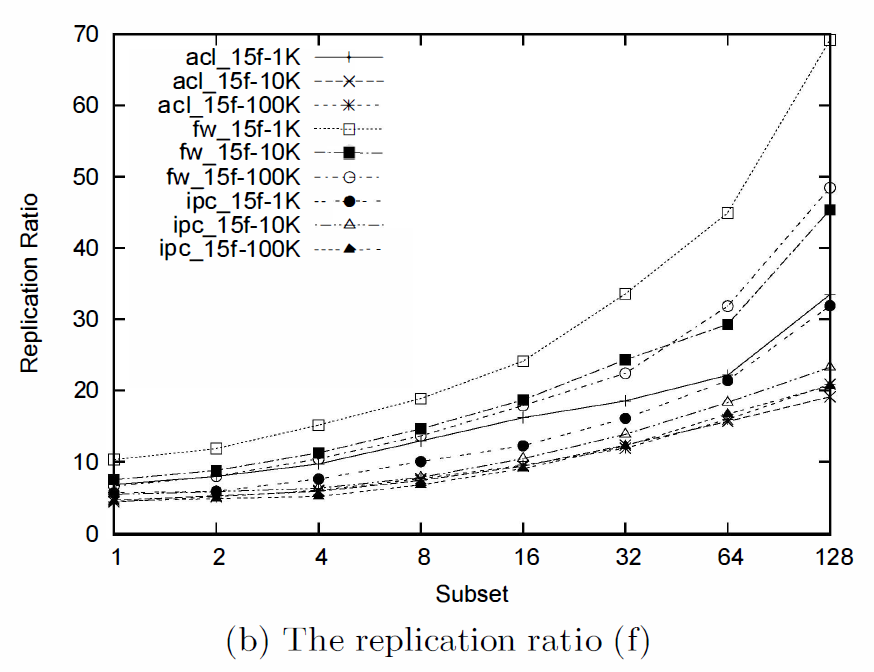 70
60
50
40
30
20
10
0
Replication Ratio
acl_15f-1K
acl_15f-10K
acl_15f-100K
fw_15f-1K
fw_15f-10K
fw_15f-100K
ipc_15f-1K
ipc_15f-10K
ipc_15f-100K
1 2 4 8 16 32 64 128
Subset
(b) The replication ratio (f)